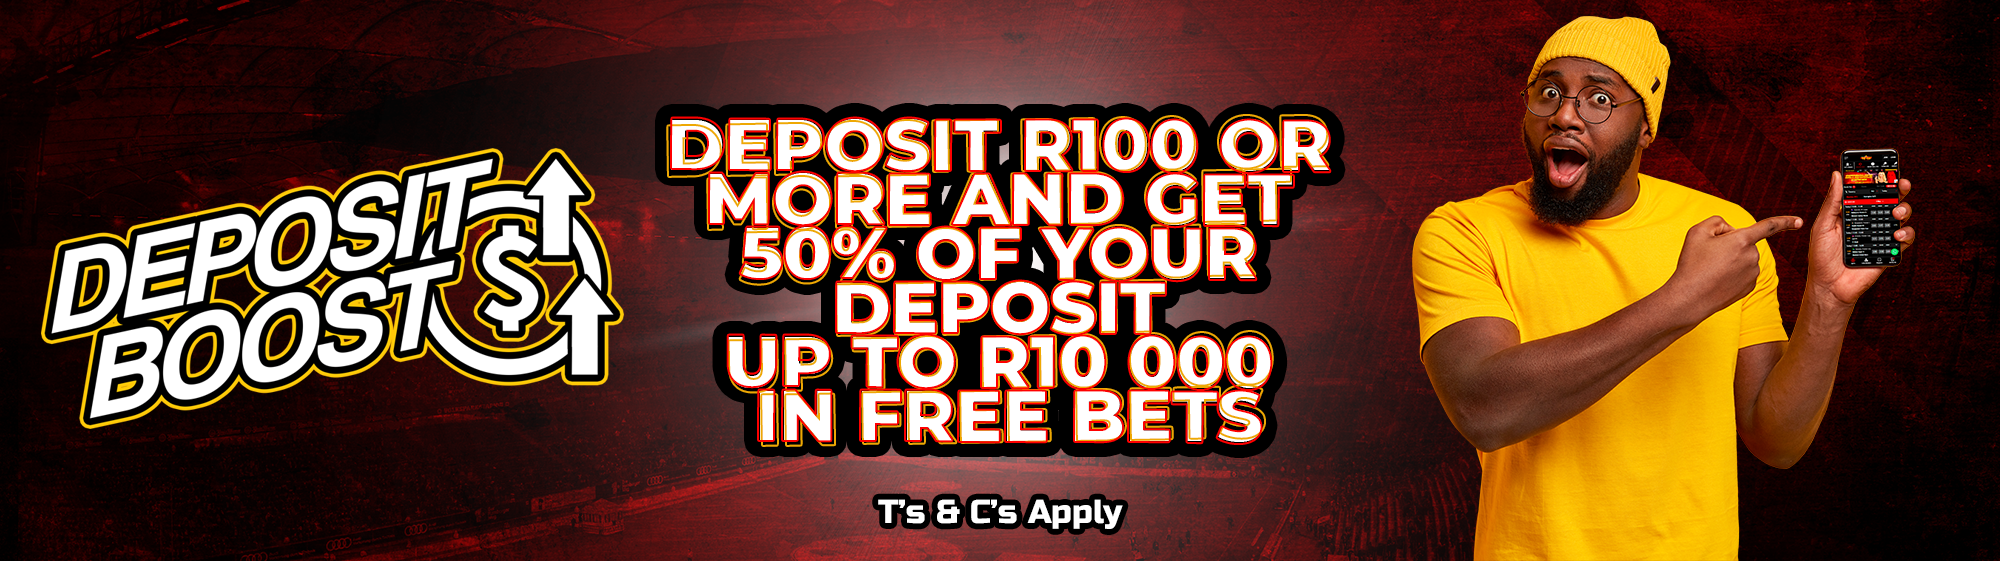 DEPOSIT
BOOST
$
DEPOSIT R100 OR
MORE AND GET
50% OF YOUR
DEPOSIT
UP TO R10 000
IN FREE BETS
T's & C's Apply